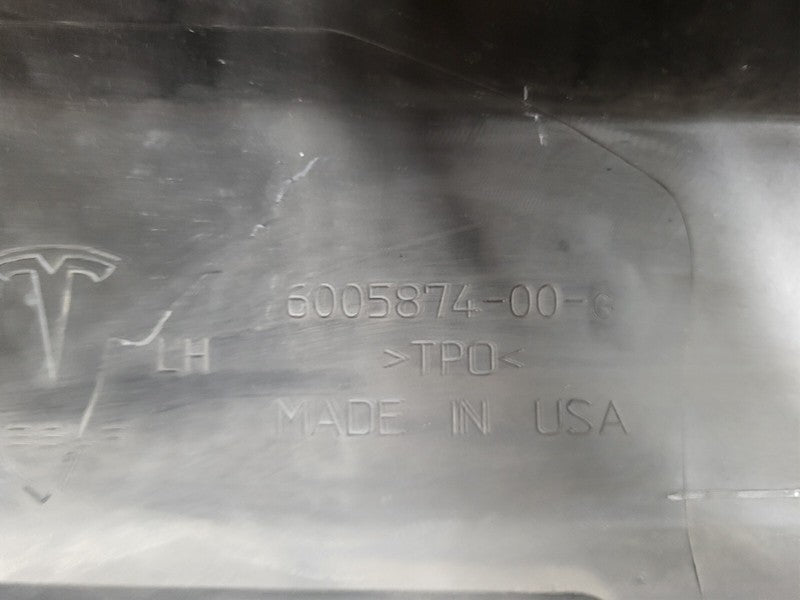 6005874-00-G
LH
>TPO<
MADE IN USA